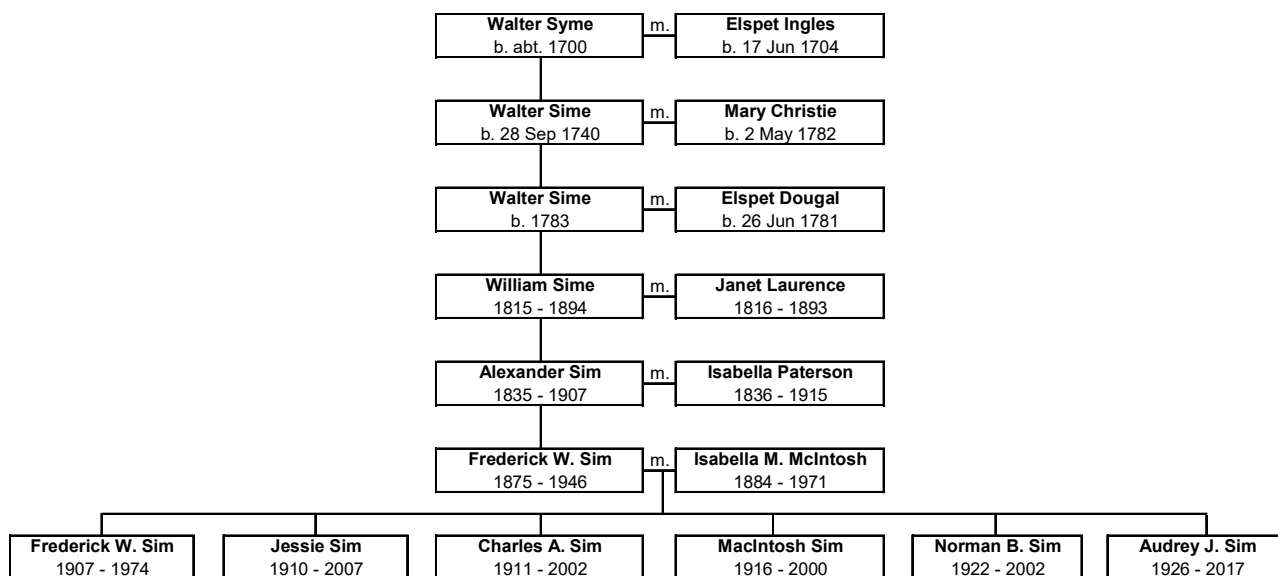 Walter Syme m. Elspet Ingles
b. abt. 1700 b. 17 Jun 1704
Walter Sime m. Mary Christie
b. 28 Sep 1740 b. 2 May 1782
Walter Sime m. Elspet Dougal
b. 1783 b. 26 Jun 1781
William Sime m. Janet Laurence
1815 - 1894 1816 - 1893
Alexander Sim m. Isabella Paterson
1835 - 1907 1836 - 1915
Frederick W. Sim m. Isabella M. McIntosh
1875 - 1946 1884 - 1971
Frederick W. Sim Jessie Sim Charles A. Sim MacIntosh Sim Norman B. Sim Audrey J. Sim
1907 - 1974 1910 - 2007 1911 - 2002 1916 - 2000 1922 - 2002 1926 - 2017